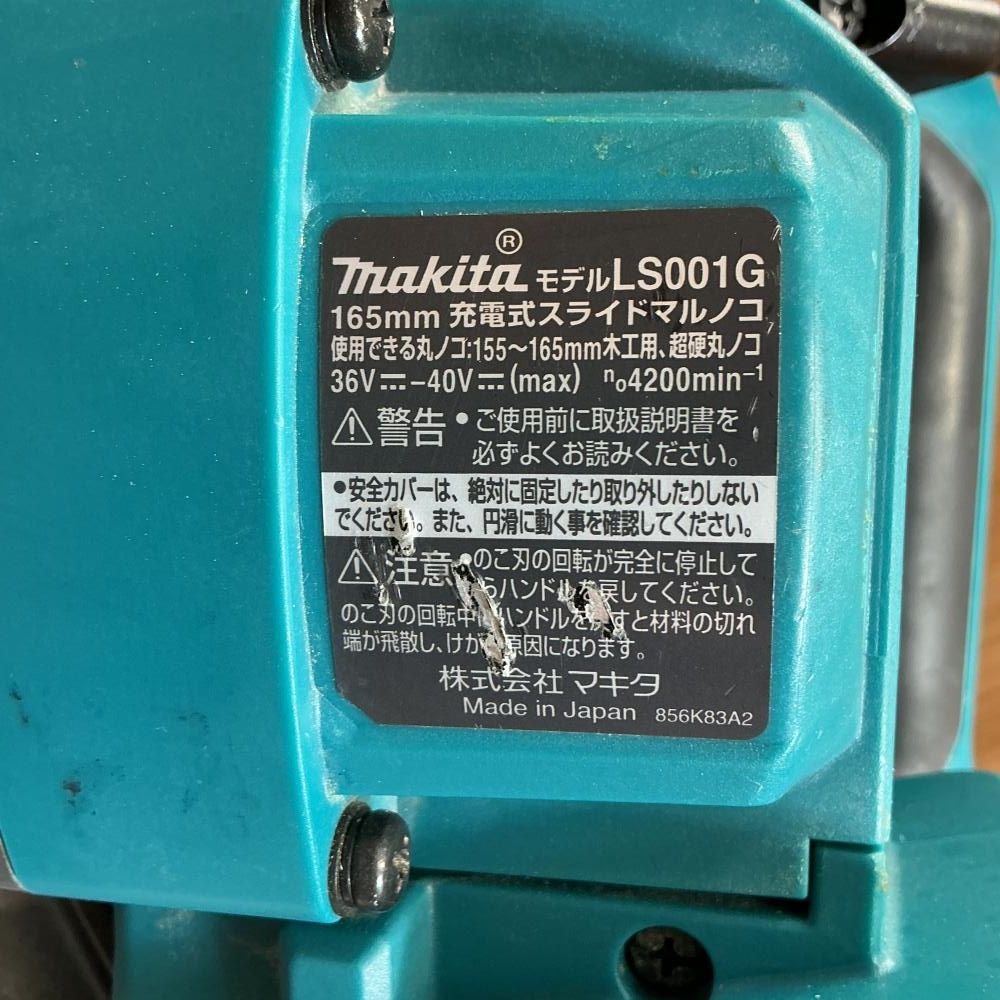 makita® モデルLS001G
165mm 充電式スライドマルノコ
使用できる丸ノコ:155～165mm木工用、超硬丸ノコ
36V⎓-40V⎓(max) n₀4200min⁻¹
⚠警告 •ご使用前に取扱説明書を
必ずよくお読みください。
•安全カバーは、絶対に固定したり取り外したりしない
でください。また、円滑に動く事を確認してください。
⚠注意 •のこ刃の回転が完全に停止して
らハンドルを戻してください。
のこ刃の回転中 ハンドルを すと材料の切れ
端が飛散し、けが 原因になります。
株式会社 マキタ
Made in Japan 856K83A2